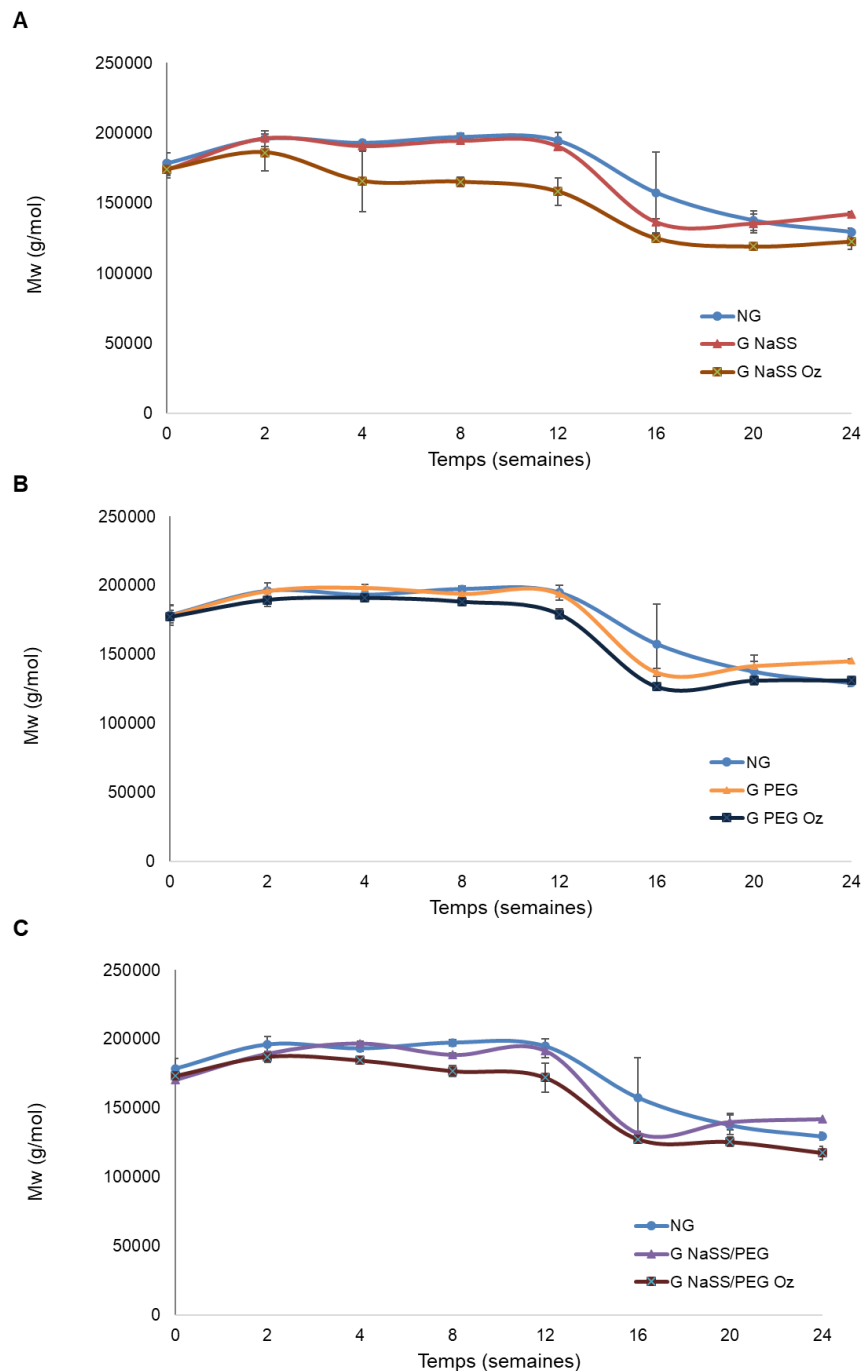 A
250000
200000
150000
100000
50000
0
Mw (g/mol)
NG
G NaSS
G NaSS Oz
0 2 4 8 12 16 20 24
Temps (semaines)
B
250000
200000
150000
100000
50000
0
Mw (g/mol)
NG
G PEG
G PEG Oz
0 2 4 8 12 16 20 24
Temps (semaines)
C
250000
200000
150000
100000
50000
0
Mw (g/mol)
NG
G NaSS/PEG
G NaSS/PEG Oz
0 2 4 8 12 16 20 24
Temps (semaines)